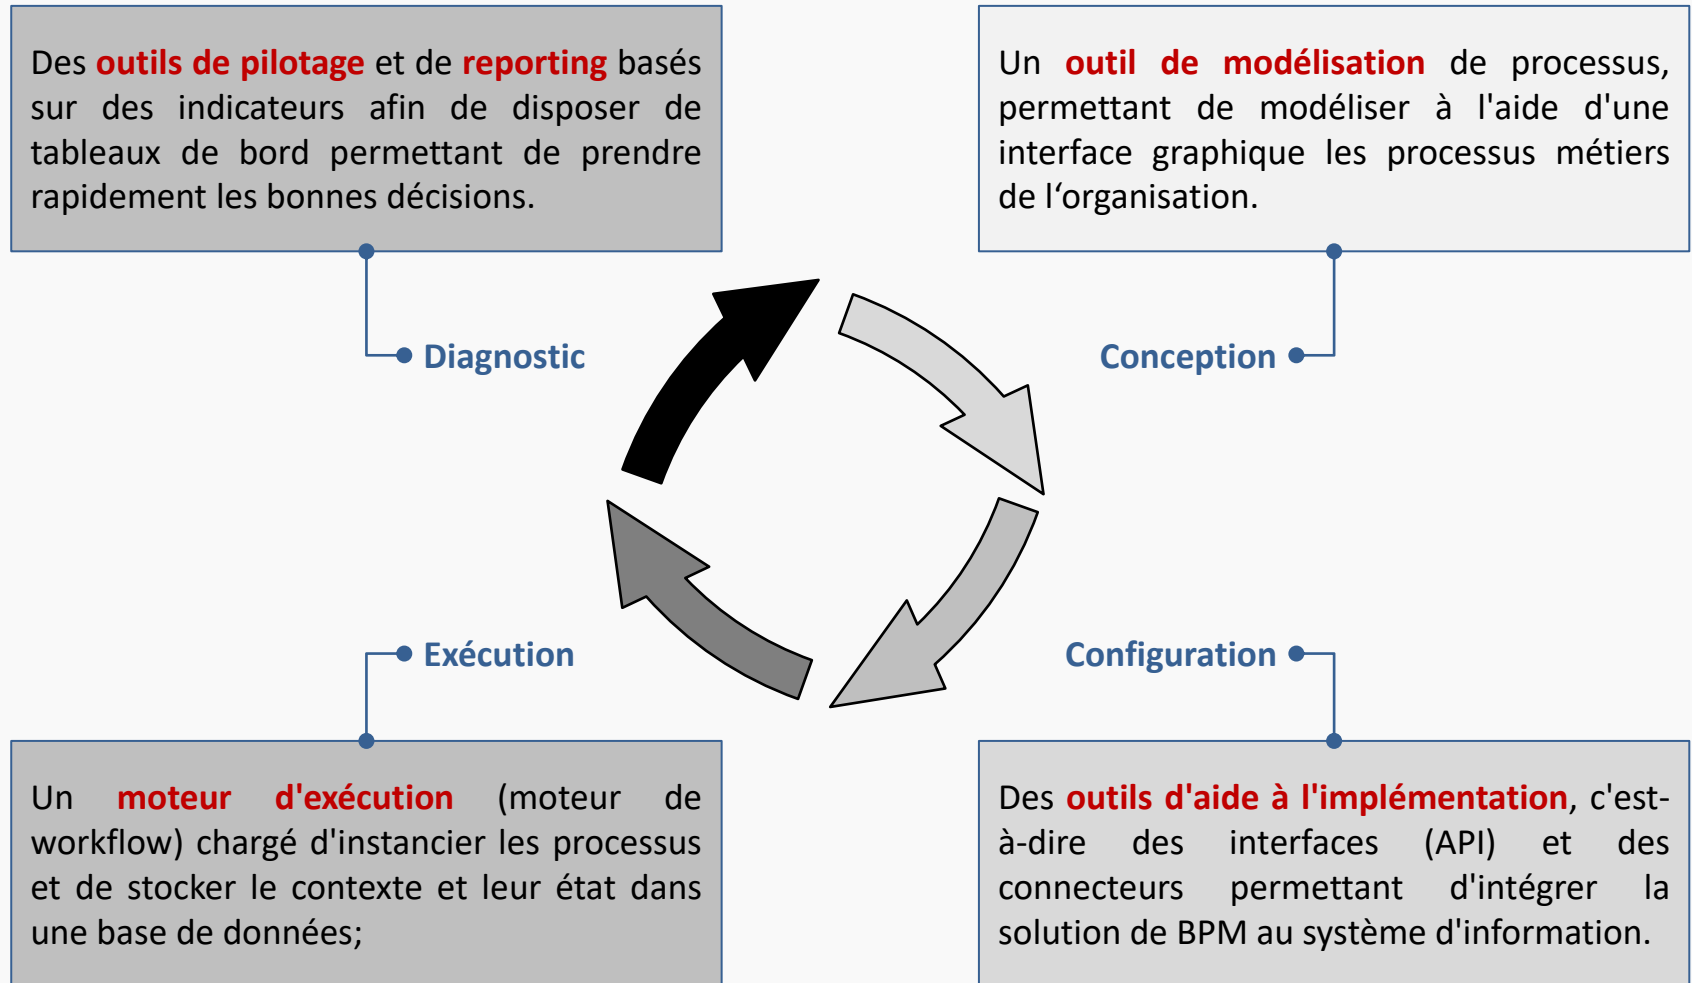 Des outils de pilotage et de reporting basés
sur des indicateurs afin de disposer de
tableaux de bord permettant de prendre
rapidement les bonnes décisions.
Un outil de modélisation de processus,
permettant de modéliser à l'aide d'une
interface graphique les processus métiers
de l‘organisation.
Diagnostic
Conception
Exécution
Configuration
Un moteur d'exécution (moteur de
workflow) chargé d'instancier les processus
et de stocker le contexte et leur état dans
une base de données;
Des outils d'aide à l'implémentation, c'est-
à-dire des interfaces (API) et des
connecteurs permettant d'intégrer la
solution de BPM au système d'information.